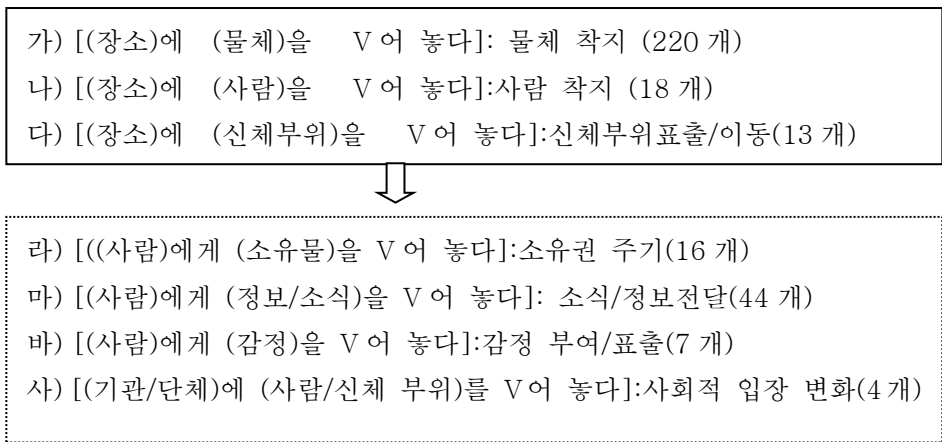 가) [(장소)에 (물체)을 V어 놓다]: 물체 착지 (220 개)
나) [(장소)에 (사람)을 V어 놓다]:사람 착지 (18 개)
다) [(장소)에 (신체부위)을 V어 놓다]:신체부위표출/이동(13 개)
라) [((사람)에게 (소유물)을 V어 놓다]:소유권 주기(16 개)
마) [(사람)에게 (정보/소식)을 V어 놓다]: 소식/정보전달(44 개)
바) [(사람)에게 (감정)을 V어 놓다]:감정 부여/표출(7 개)
사) [(기관/단체)에 (사람/신체 부위)를 V어 놓다]:사회적 입장 변화(4 개)